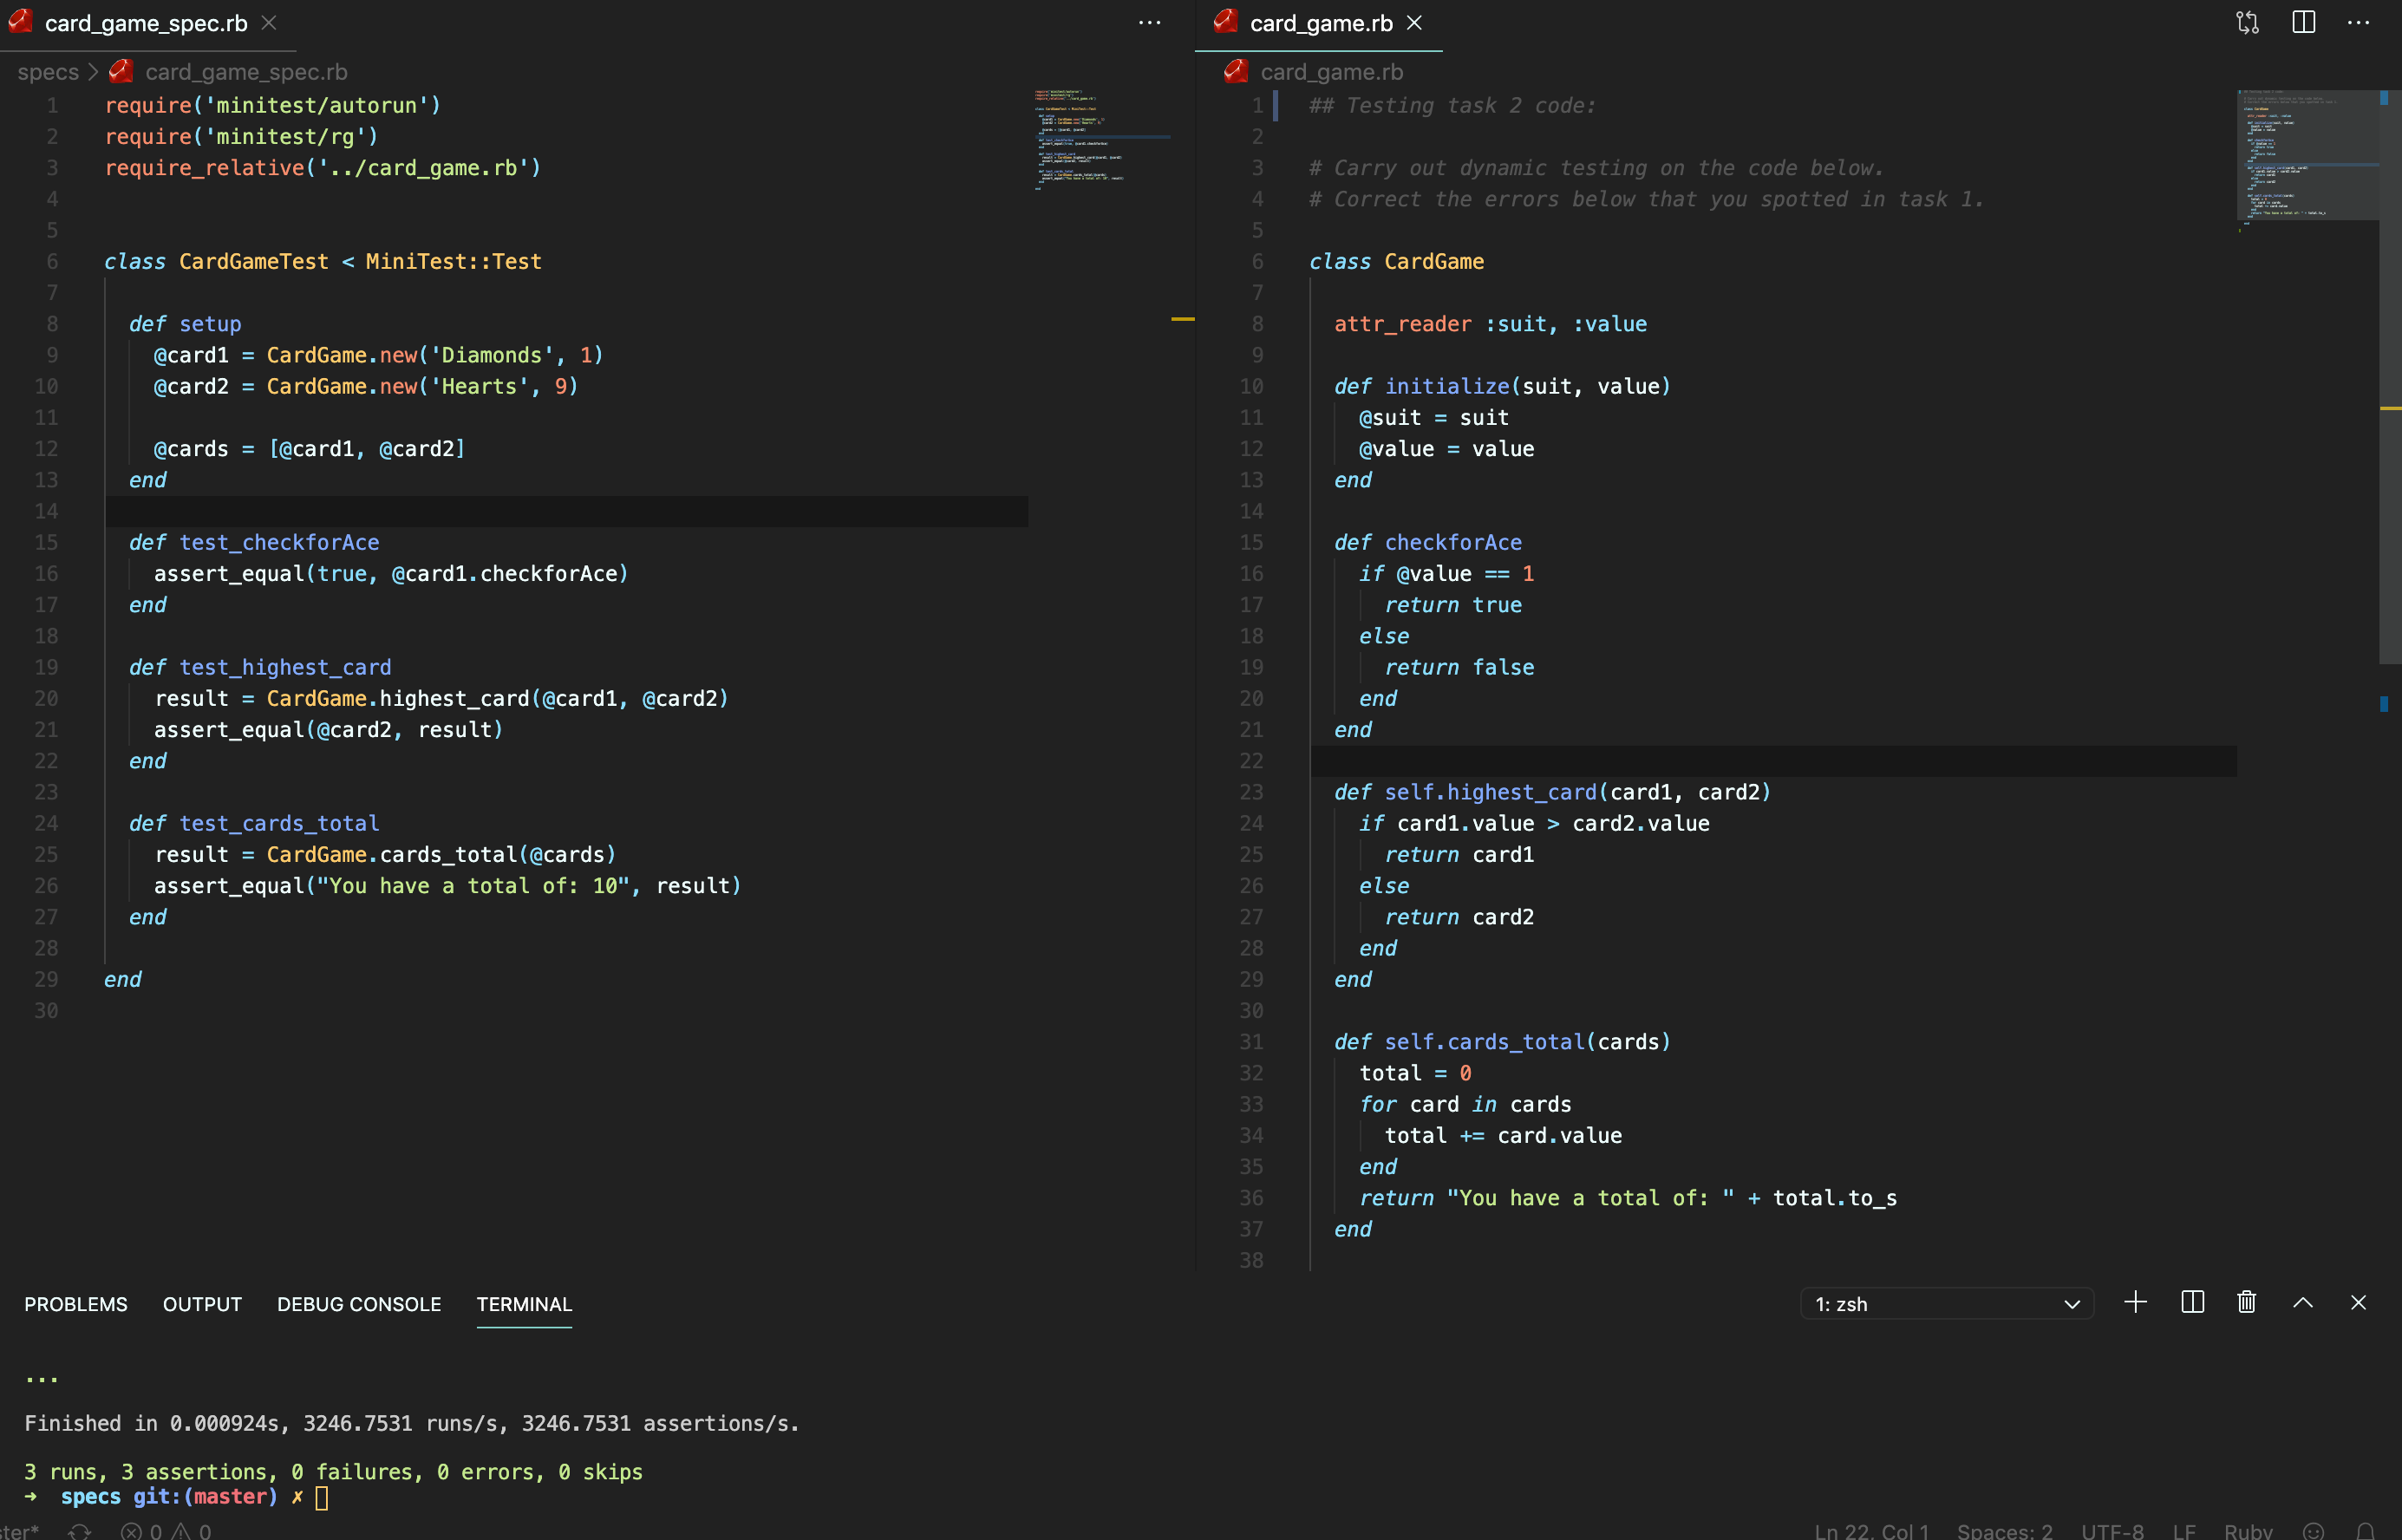 card_game_spec.rb
specs > card_game_spec.rb
1 require('minitest/autorun')
2 require('minitest/rg')
3 require_relative('../card_game.rb')
4
5
6 class CardGameTest < MiniTest::Test
7
8 def setup
9 @card1 = CardGame.new('Diamonds', 1)
10 @card2 = CardGame.new('Hearts', 9)
11
12 @cards = [@card1, @card2]
13 end
14
15 def test_checkforAce
16 assert_equal(true, @card1.checkforAce)
17 end
18
19 def test_highest_card
20 result = CardGame.highest_card(@card1, @card2)
21 assert_equal(@card2, result)
22 end
23
24 def test_cards_total
25 result = CardGame.cards_total(@cards)
26 assert_equal("You have a total of: 10", result)
27 end
28
29 end
30
card_game.rb
card_game.rb
1 ## Testing task 2 code:
2
3 # Carry out dynamic testing on the code below.
4 # Correct the errors below that you spotted in task 1.
5
6 class CardGame
7
8 attr_reader :suit, :value
9
10 def initialize(suit, value)
11 @suit = suit
12 @value = value
13 end
14
15 def checkforAce
16 if @value == 1
17 return true
18 else
19 return false
20 end
21 end
22
23 def self.highest_card(card1, card2)
24 if card1.value > card2.value
25 return card1
26 else
27 return card2
28 end
29 end
30
31 def self.cards_total(cards)
32 total = 0
33 for card in cards
34 total += card.value
35 end
36 return "You have a total of: " + total.to_s
37 end
38
PROBLEMS OUTPUT DEBUG CONSOLE TERMINAL 1: zsh
...
Finished in 0.000924s, 3246.7531 runs/s, 3246.7531 assertions/s.
3 runs, 3 assertions, 0 failures, 0 errors, 0 skips
➜ specs git:(master) ✗
ster* 0 0 Ln 22, Col 1 Spaces: 2 UTF-8 LF Ruby